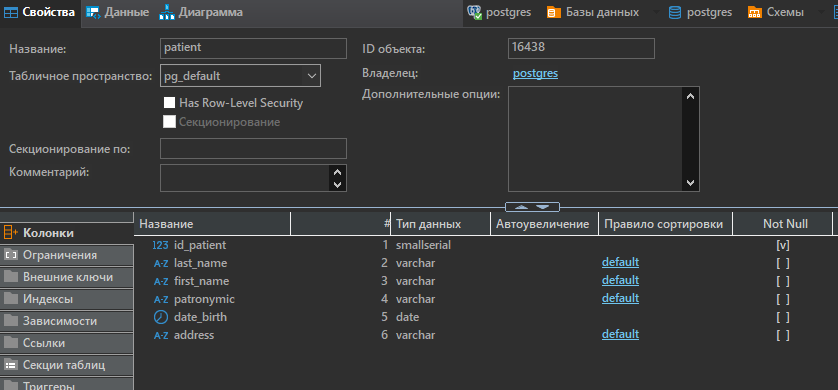 Свойства Данные Диаграмма postgres Базы данных postgres Схемы
Название: patient ID объекта: 16438
Табличное пространство: pg_default Владелец: postgres
Дополнительные опции:
Has Row-Level Security
Секционирование
Секционирование по:
Комментарий:
Колонки
Ограничения
Внешние ключи
Индексы
Зависимости
Ссылки
Секции таблиц
Триггеры
Название # Тип данных Автоувеличение Правило сортировки Not Null
123 id_patient 1 smallserial [v]
A-Z last_name 2 varchar default [ ]
A-Z first_name 3 varchar default [ ]
A-Z patronymic 4 varchar default [ ]
date_birth 5 date [ ]
A-Z address 6 varchar default [ ]